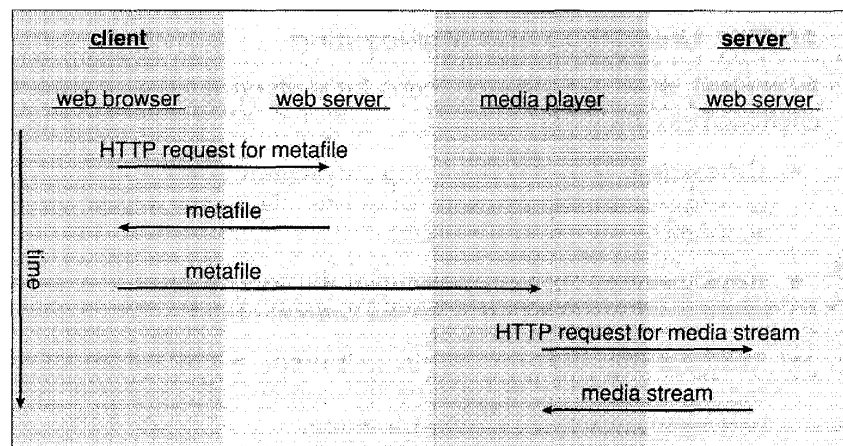 client server
web browser web server media player web server
HTTP request for metafile
metafile
metafile
time
HTTP request for media stream
media stream